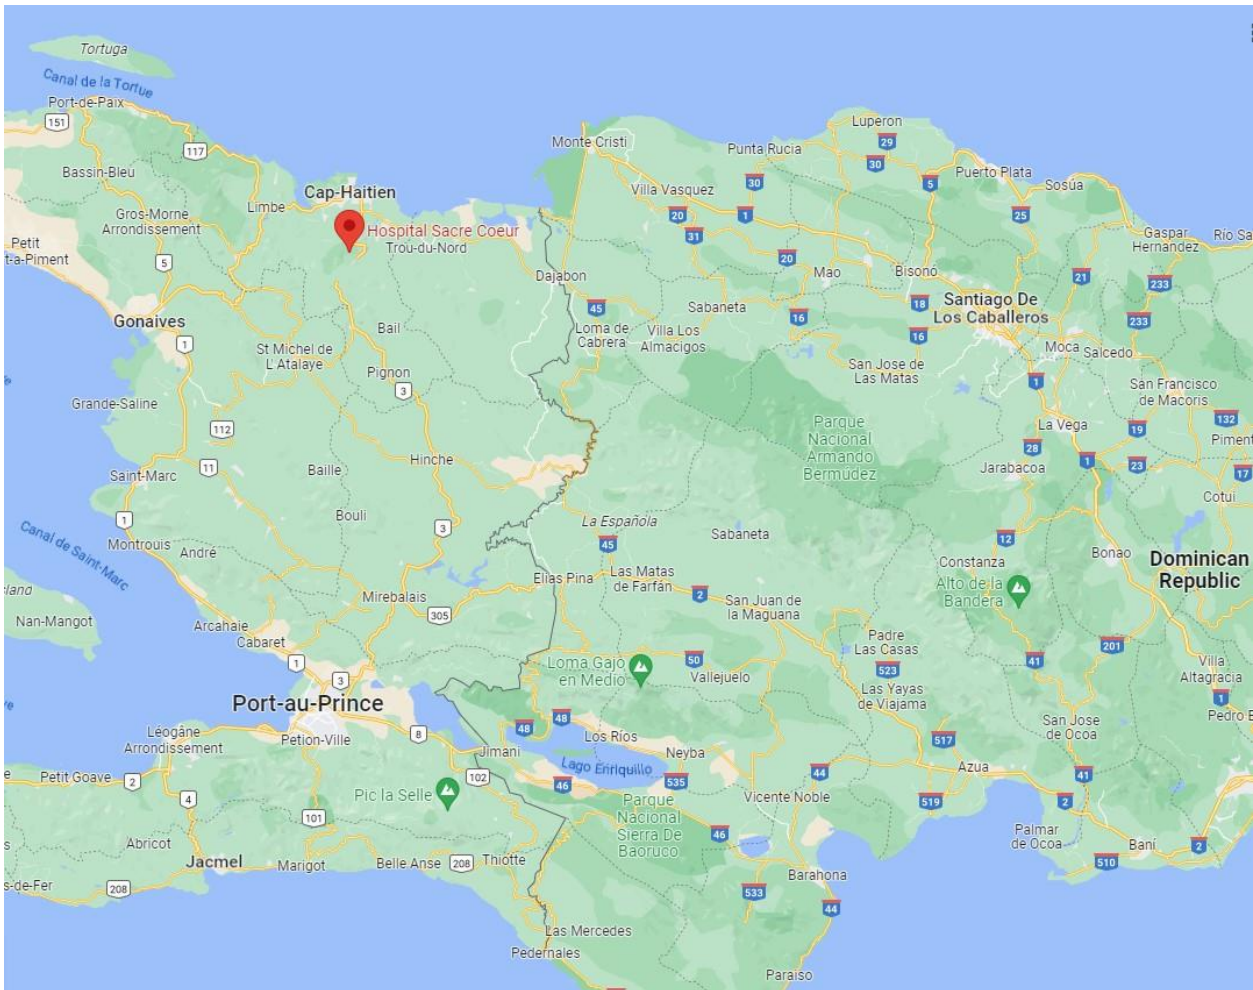 Tortuga
Canal de la Tortue
Port-de-Paix
151
117
Bassin-Bleu
Gros-Morne
Arrondissement
Limbe
Cap-Haitien
Hospital Sacre Coeur
Trou-du-Nord
Petit
t-a-Piment
5
Gonaives
1
St Michel de
L'Atalaye
Bail
Pignon
3
Grande-Saline
112
11
Saint-Marc
Baille
Hinche
Bouli
3
1
Montrouis
André
Canal de Saint-Marc
Mirebalais
305
Nan-Mangot
Arcahaie
Cabaret
1
3
Port-au-Prince
Léogâne
Arrondissement
Petion-Ville
8
Petit Goave
2
4
102
Pic la Selle
101
Abricot
Jacmel
Marigot
Belle Anse
208
Thiotte
208
s-de-Fer
Monte Cristi
Luperon
29
Punta Rucia
30
30
5
Puerto Plata
Sosúa
Villa Vasquez
20
1
31
25
Gaspar
Hernandez
Dajabon
20
Mao
Bisonó
21
233
45
Sabaneta
18
Santiago De
Los Caballeros
Loma de
Cabrera
Villa Los
Almacigos
16
16
233
Moca
Salcedo
San Jose de
Las Matas
1
San Francisco
de Macoris
Parque
Nacional
Armando
Bermúdez
La Vega
132
28
19
Jarabacoa
1
23
17
Cotui
La Española
45
Sabaneta
12
Constanza
Bonao
Dominican
Republic
Elias Pina
Las Matas
de Farfán
2
San Juan de
la Maguana
Alto de la
Bandera
Padre
Las Casas
201
Loma Gajo
en Medio
50
Vallejuelo
523
41
Villa
Altagracia
Las Yayas
de Viajama
1
48
48
Los Ríos
517
San Jose
de Ocoa
Jimani
Neyba
Lago Enriquillo
46
535
44
Azua
41
Vicente Noble
519
2
Parque
Nacional
Sierra De
Baoruco
46
Palmar
de Ocoa
Baní
2
510
533
Barahona
44
Las Mercedes
Pedernales
Paraiso